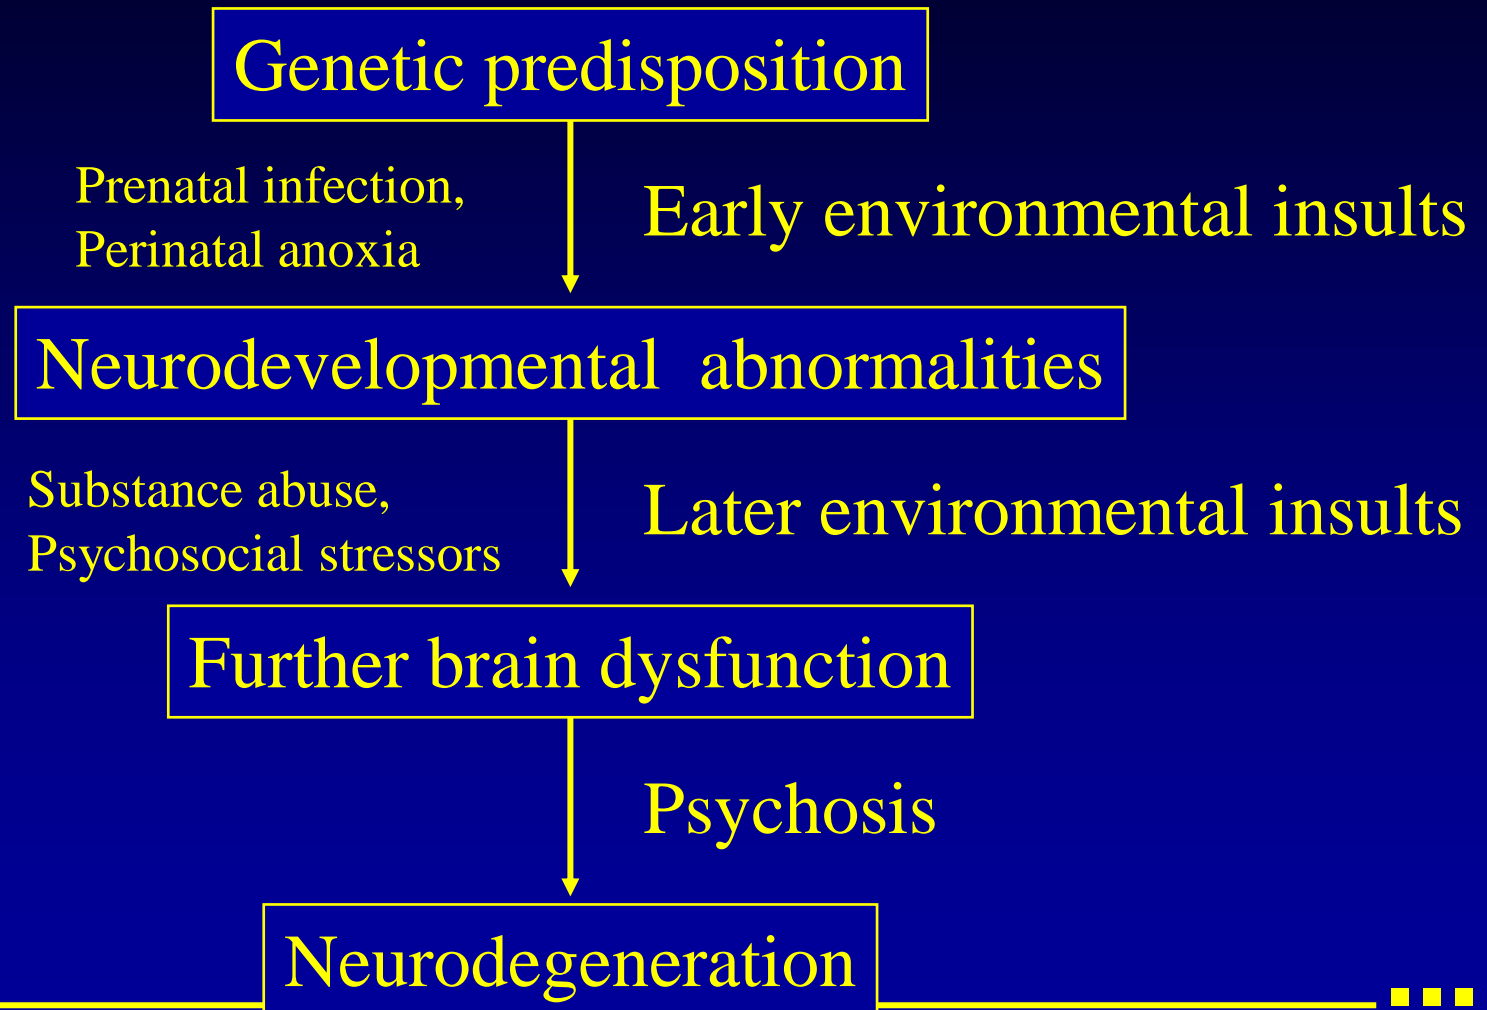 Genetic predisposition
Prenatal infection,
Perinatal anoxia
Early environmental insults
Neurodevelopmental  abnormalities
Substance abuse,
Psychosocial stressors
Later environmental insults
Further brain dysfunction
Psychosis
Neurodegeneration